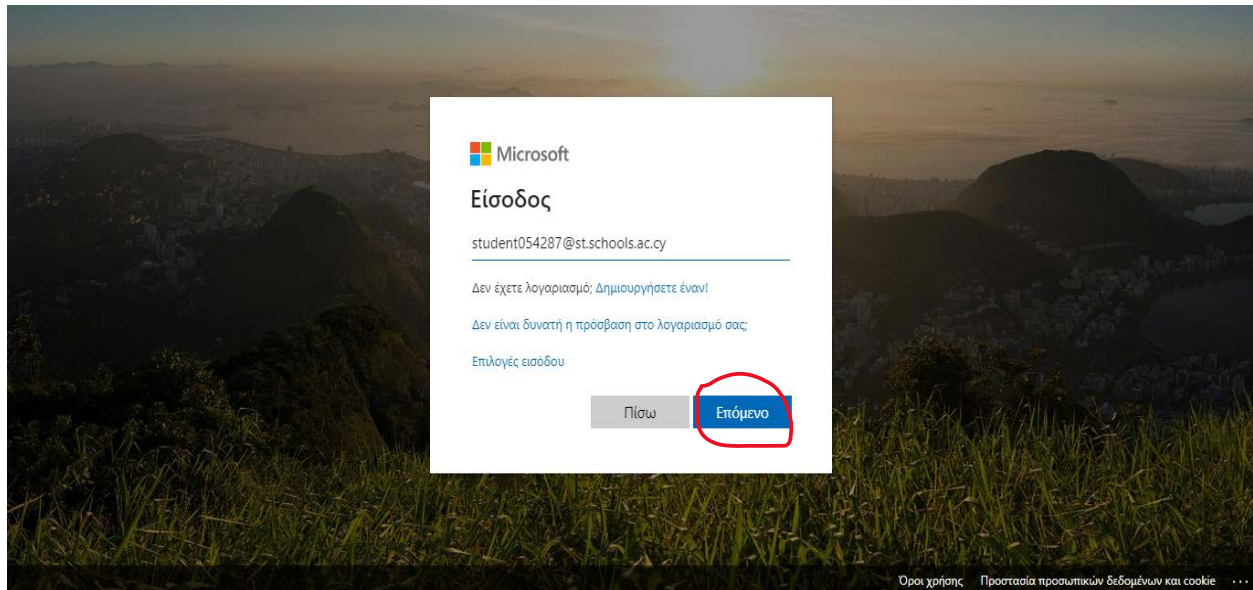 Microsoft
Είσοδος
student054287@st.schools.ac.cy
Δεν έχετε λογαριασμό; Δημιουργήσετε έναν!
Δεν είναι δυνατή η πρόσβαση στο λογαριασμό σας;
Επιλογές εισόδου
Πίσω Επόμενο
Όροι χρήσης Προστασία προσωπικών δεδομένων και cookie ...